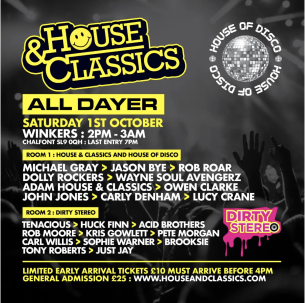 HOUSE
& CLASSICS
HOUSE OF DISCO • HOUSE OF DISCO •
ALL DAYER
SATURDAY 1ST OCTOBER
WINKERS : 2PM - 3AM
CHALFONT SL9 0QH : LAST ENTRY 7PM
ROOM 1 : HOUSE & CLASSICS AND HOUSE OF DISCO
MICHAEL GRAY > JASON BYE > ROB ROAR
DOLLY ROCKERS > WAYNE SOUL AVENGERZ
ADAM HOUSE & CLASSICS > OWEN CLARKE
JOHN JONES > CARLY DENHAM > LUCY CRANE
ROOM 2 : DIRTY STEREO
TENACIOUS > HUCK FINN > ACID BROTHERS
ROB MOORE > KRIS GOWLETT > PETE MORGAN
CARL WILLIS > SOPHIE WARNER > BROOKSIE
TONY ROBERTS > JUST JAY
DIRTY
STEREO
LIMITED EARLY ARRIVAL TICKETS £10 MUST ARRIVE BEFORE 4PM
GENERAL ADMISSION £25 : WWW.HOUSEANDCLASSICS.COM